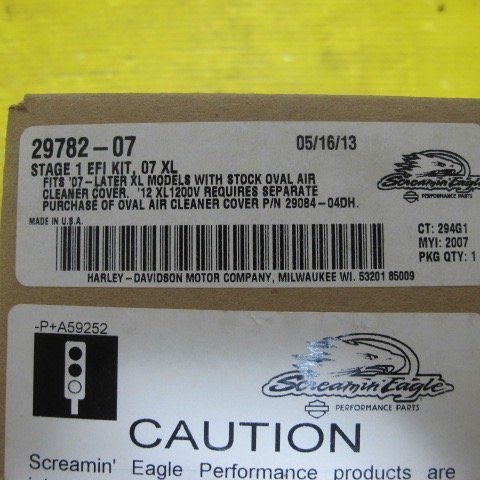 29782-07 05/16/13
STAGE 1 EFI KIT, 07 XL
FITS '07-LATER XL MODELS WITH STOCK OVAL AIR
CLEANER COVER. '12 XL1200V REQUIRES SEPARATE
PURCHASE OF OVAL AIR CLEANER COVER P/N 29084-04DH.
Screamin' Eagle
PERFORMANCE PARTS
MADE IN U.S.A.
CT: 294G1
MYI: 2007
PKG QTY: 1
HARLEY-DAVIDSON MOTOR COMPANY, MILWAUKEE WI. 53201 85009
-P+A59252
Screamin' Eagle
PERFORMANCE PARTS
CAUTION
Screamin' Eagle Performance products are